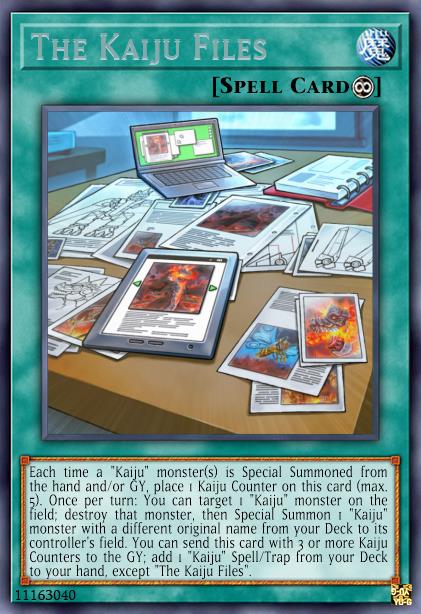 THE KAIJU FILES
[SPELL CARD]
Each time a "Kaiju" monster(s) is Special Summoned from
the hand and/or GY, place 1 Kaiju Counter on this card (max.
5). Once per turn: You can target 1 "Kaiju" monster on the
field; destroy that monster, then Special Summon 1 "Kaiju"
monster with a different original name from your Deck to its
controller's field. You can send this card with 3 or more Kaiju
Counters to the GY; add 1 "Kaiju" Spell/Trap from your Deck
to your hand, except "The Kaiju Files".
11163040